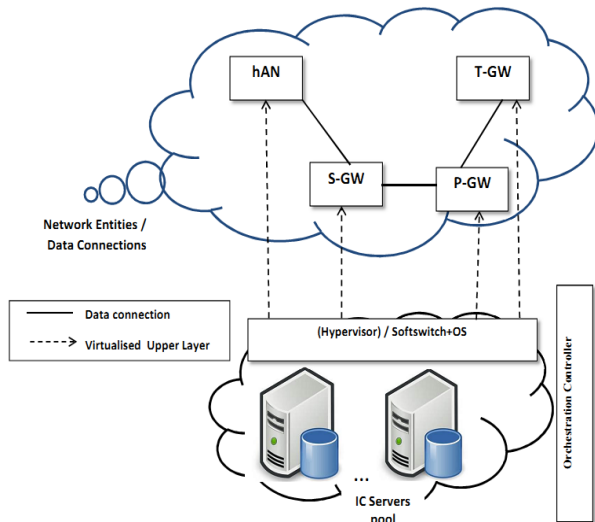 hAN
T-GW
S-GW
P-GW
Network Entities /
Data Connections
Data connection
Virtualised Upper Layer
(Hypervisor) / Softswitch+OS
Orchestration Controller
...
IC Servers
pool